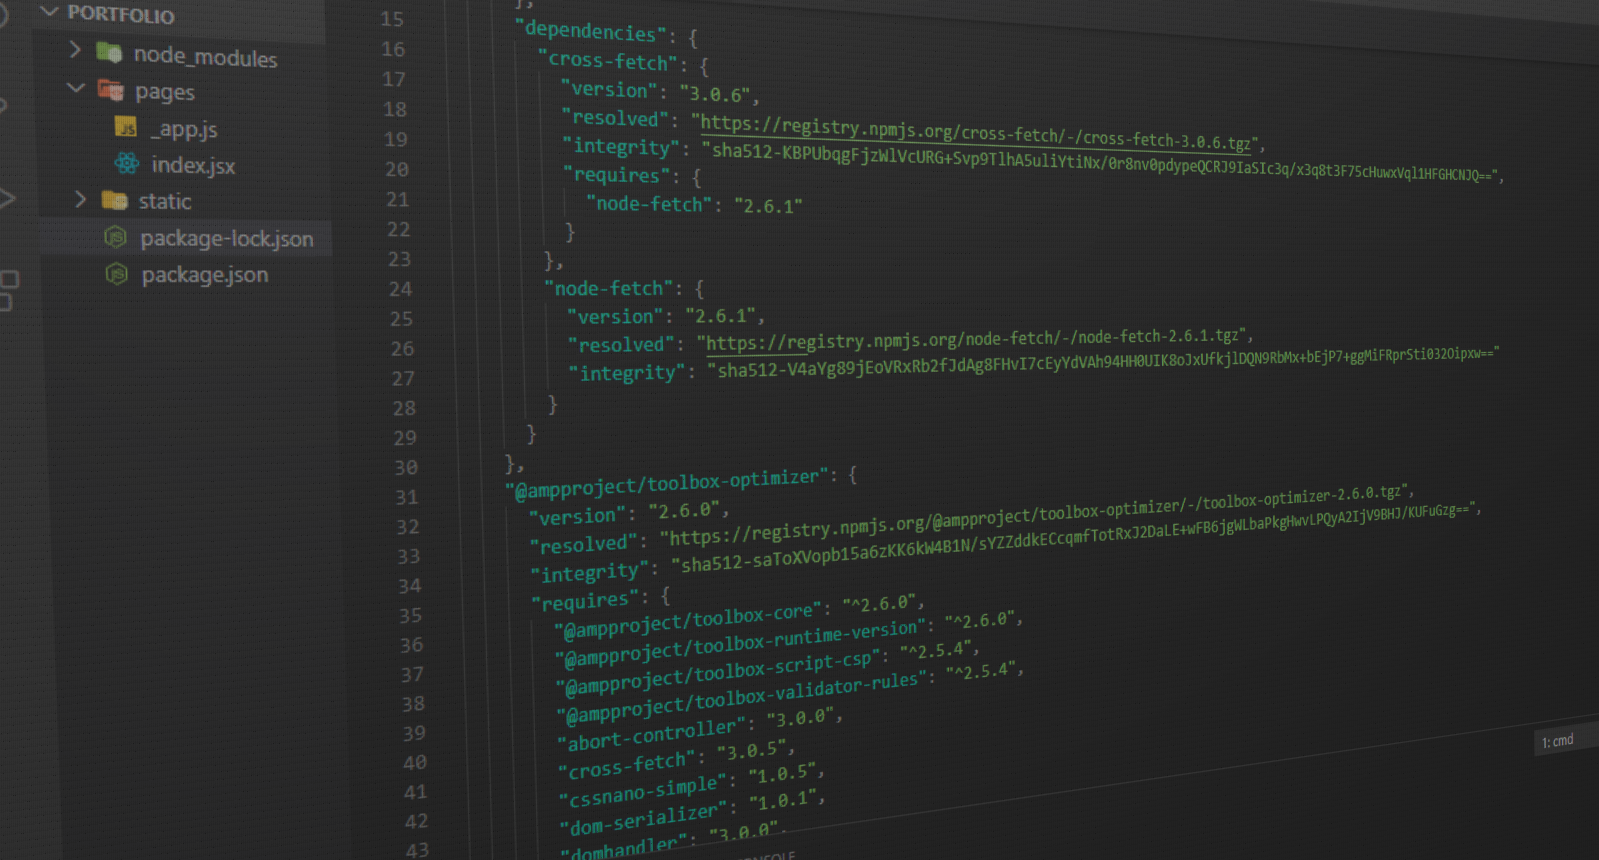 PORTFOLIO
node_modules
pages
_app.js
index.jsx
static
package-lock.json
package.json
15 },
16 "dependencies": {
17 "cross-fetch": {
18 "version": "3.0.6",
19 "resolved": "https://registry.npmjs.org/cross-fetch/-/cross-fetch-3.0.6.tgz",
20 "integrity": "sha512-KBPUbqgFjzWlVcURG+Svp9TlhA5uliYtiNx/0r8nv0pdypeQCRJ9IaSIc3q/x3q8t3F75cHuwxVql1HFGHCNJQ==",
21 "requires": {
22 "node-fetch": "2.6.1"
23 }
24 },
25 "node-fetch": {
26 "version": "2.6.1",
27 "resolved": "https://registry.npmjs.org/node-fetch/-/node-fetch-2.6.1.tgz",
28 "integrity": "sha512-V4aYg89jEoVRxRb2fJdAg8FHvI7cEyYdVAh94HH0UIK8oJxUfkjlDQN9RbMx+bEjP7+ggMiFRprSti032Oipxw=="
29 }
30 }
31 },
32 "@ampproject/toolbox-optimizer": {
33 "version": "2.6.0",
34 "resolved": "https://registry.npmjs.org/@ampproject/toolbox-optimizer/-/toolbox-optimizer-2.6.0.tgz",
35 "integrity": "sha512-saToXVopb15a6zKK6kW4B1N/sYZZddkECcqmfTotRxJ2DaLE+wFB6jgWLbaPkgHwvLPQyA2IjV9BHJ/KUFuGzg==",
36 "requires": {
37 "@ampproject/toolbox-core": "^2.6.0",
38 "@ampproject/toolbox-runtime-version": "^2.6.0",
39 "@ampproject/toolbox-script-csp": "^2.5.4",
40 "@ampproject/toolbox-validator-rules": "^2.5.4",
41 "abort-controller": "3.0.0",
42 "cross-fetch": "3.0.5",
43 "cssnano-simple": "1.0.5",
"dom-serializer": "1.0.1",
"domhandler": "3.0.0",
1: cmd